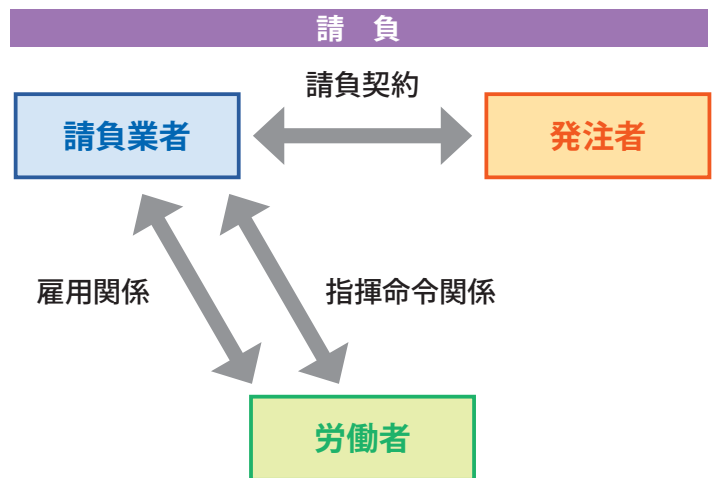 請 負
請負契約
請負業者
発注者
雇用関係
指揮命令関係
労働者